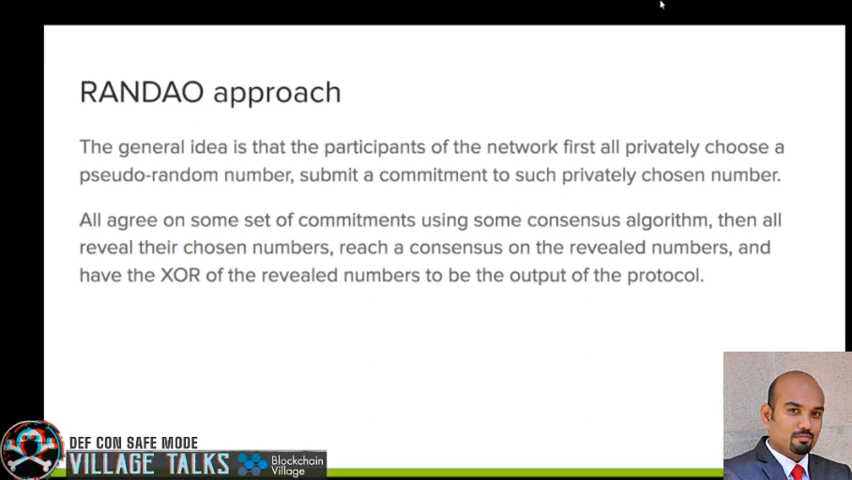 RANDAO approach
The general idea is that the participants of the network first all privately choose a
pseudo-random number, submit a commitment to such privately chosen number.
All agree on some set of commitments using some consensus algorithm, then all
reveal their chosen numbers, reach a consensus on the revealed numbers, and
have the XOR of the revealed numbers to be the output of the protocol.
DEF CON SAFE MODE
VILLAGE TALKS
Blockchain
Village